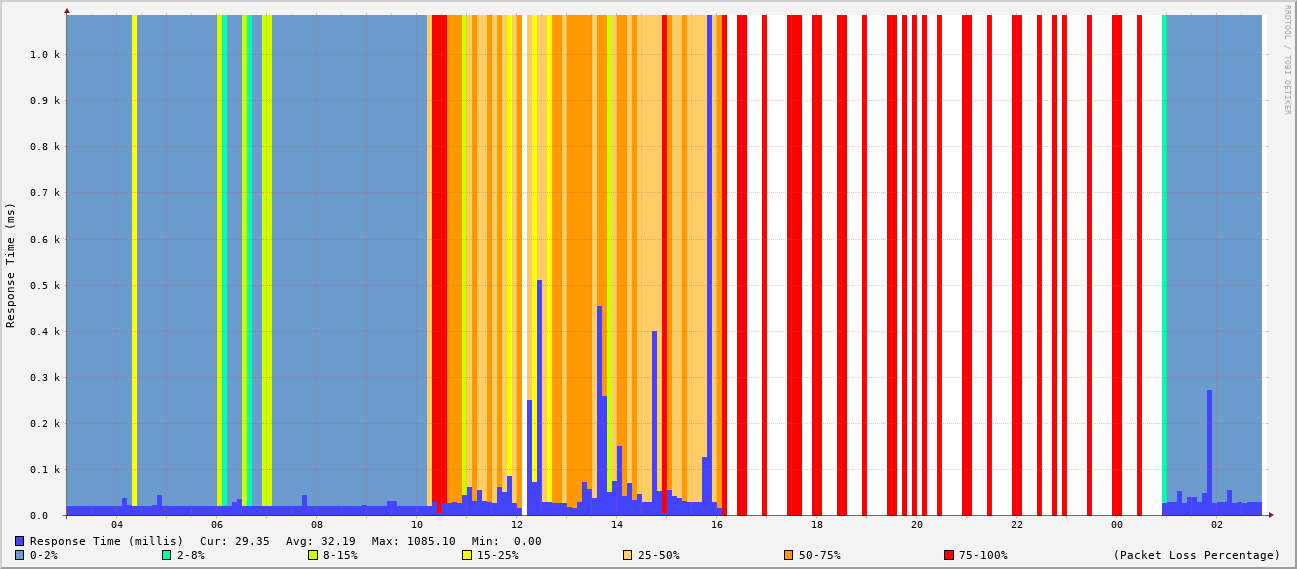 RRDTOOL / TOBI OETIKER
Response Time (ms)
1.0 k
0.9 k
0.8 k
0.7 k
0.6 k
0.5 k
0.4 k
0.3 k
0.2 k
0.1 k
0.0
04 06 08 10 12 14 16 18 20 22 00 02
Response Time (millis) Cur: 29.35 Avg: 32.19 Max: 1085.10 Min: 0.00
0-2% 2-8% 8-15% 15-25% 25-50% 50-75% 75-100% (Packet Loss Percentage)